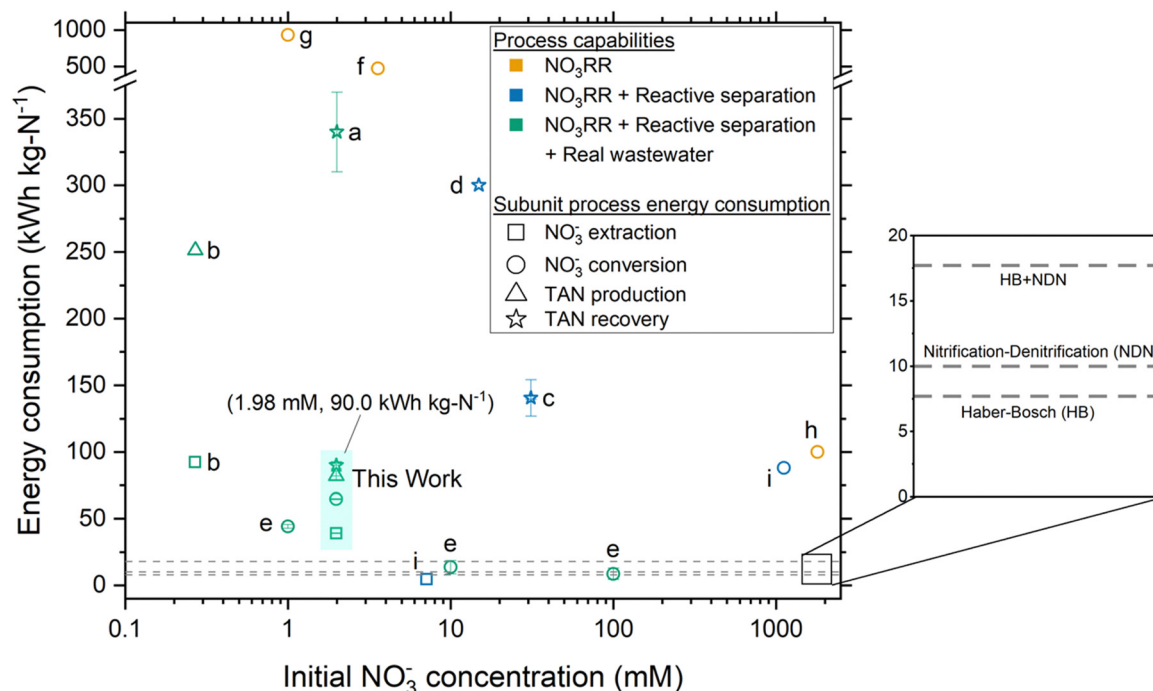 Energy consumption (kWh kg-N⁻¹)
1000
500
350
300
250
200
150
100
50
0
0.1
1
10
100
1000
Initial NO₃⁻ concentration (mM)
g
f
a
d
b
c
(1.98 mM, 90.0 kWh kg-N⁻¹)
This Work
b
e
i
e
e
h
i
Process capabilities
NO₃RR
NO₃RR + Reactive separation
NO₃RR + Reactive separation
+ Real wastewater
Subunit process energy consumption
NO₃⁻ extraction
NO₃⁻ conversion
TAN production
TAN recovery
20
15
10
5
0
HB+NDN
Nitrification-Denitrification (NDN)
Haber-Bosch (HB)